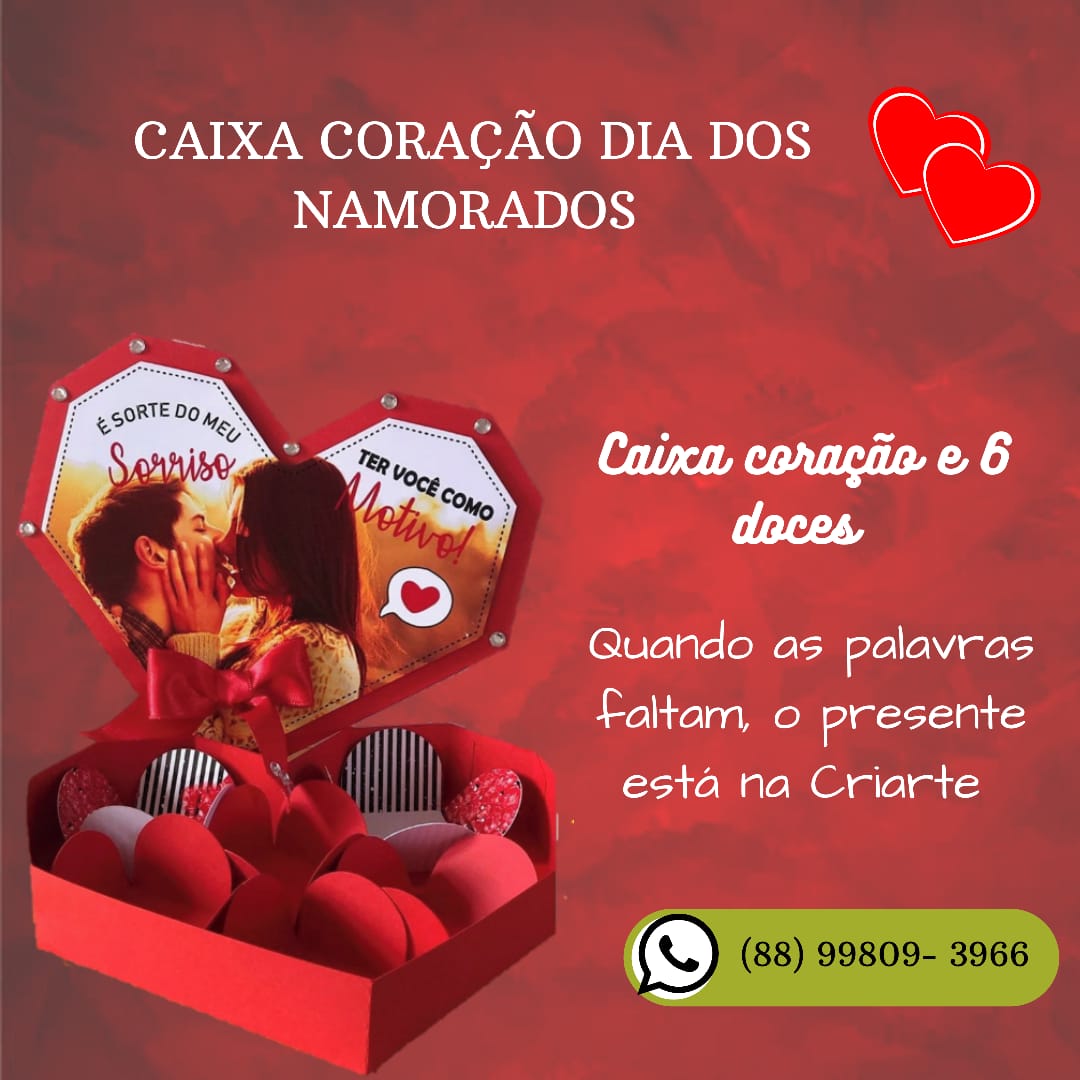 CAIXA CORAÇÃO DIA DOS
NAMORADOS
É SORTE DO MEU
Sorriso
TER VOCÊ COMO
Motivo!
Caixa coração e 6
doces
Quando as palavras
faltam, o presente
está na Criarte
(88) 99809- 3966